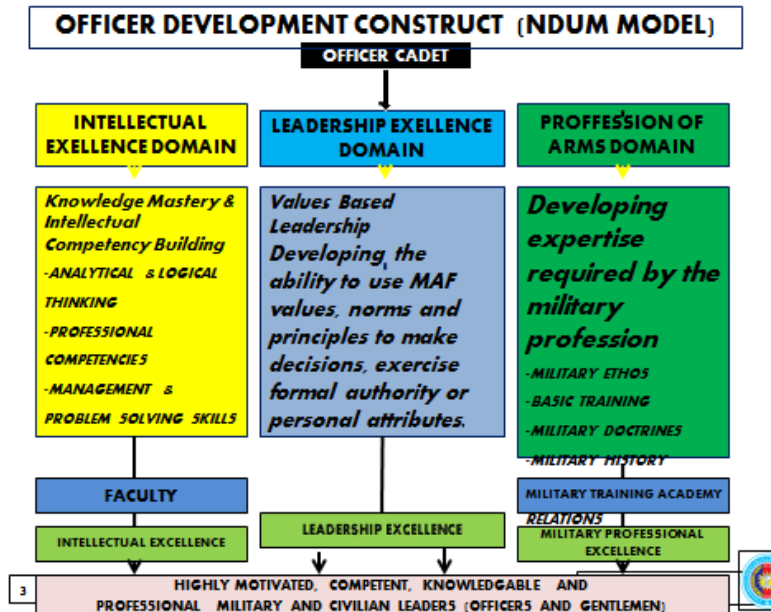 OFFICER DEVELOPMENT CONSTRUCT (NDUM MODEL)
OFFICER CADET
INTELLECTUAL
EXELLENCE DOMAIN
Knowledge Mastery &
Intellectual
Competency Building
-ANALYTICAL & LOGICAL
THINKING
-PROFESSIONAL
COMPETENCIES
-MANAGEMENT &
PROBLEM SOLVING SKILLS
FACULTY
INTELLECTUAL EXCELLENCE
LEADERSHIP EXELLENCE
DOMAIN
Values Based
Leadership
Developing the
ability to use MAF
values, norms and
principles to make
decisions, exercise
formal authority or
personal attributes.
LEADERSHIP EXCELLENCE
PROFFESSION OF
ARMS DOMAIN
Developing
expertise
required by the
military
profession
-MILITARY ETHOS
-BASIC TRAINING
-MILITARY DOCTRINES
-MILITARY HISTORY
MILITARY TRAINING ACADEMY
RELATIONS
MILITARY PROFESSIONAL
EXCELLENCE
HIGHLY MOTIVATED, COMPETENT, KNOWLEDGABLE AND
PROFESSIONAL MILITARY AND CIVILIAN LEADERS (OFFICERS AND GENTLEMEN)
3